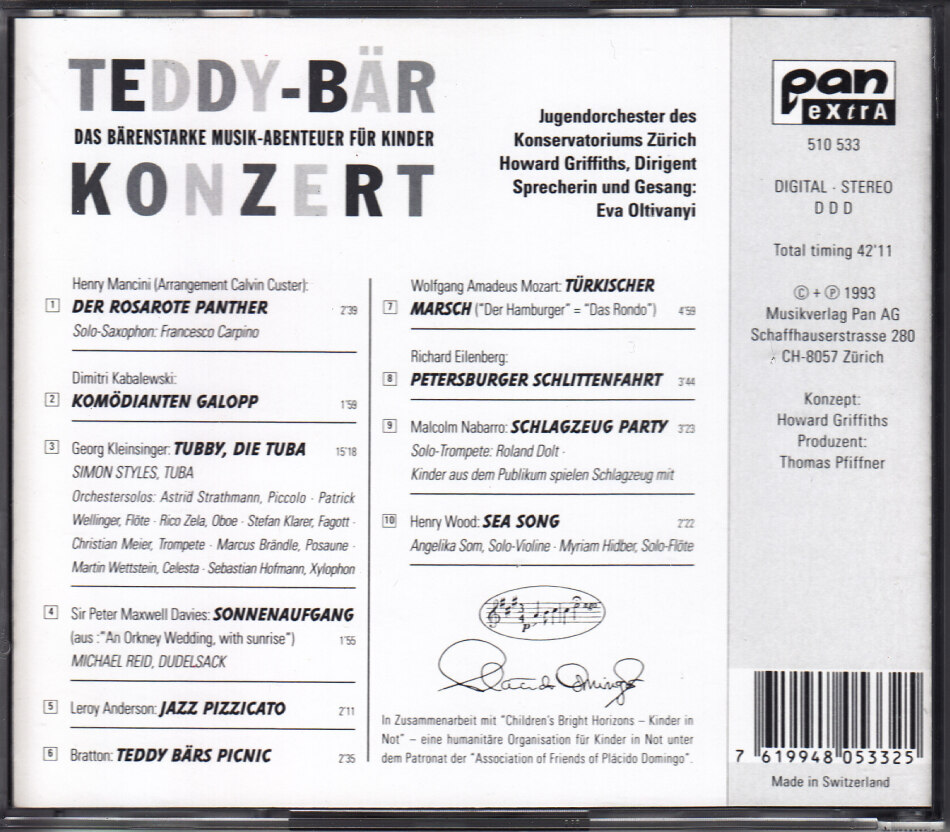 TEDDY-BÄR
DAS BÄRENSTARKE MUSIK-ABENTEUER FÜR KINDER
KONZERT
Jugendorchester des
Konservatoriums Zürich
Howard Griffiths, Dirigent
Sprecherin und Gesang:
Eva Oltivanyi
Henry Mancini (Arrangement Calvin Custer):
1 DER ROSAROTE PANTHER 2'39
Solo-Saxophon: Francesco Carpino
Dimitri Kabalewski:
2 KOMÖDIANTEN GALOPP 1'59
3 Georg Kleinsinger: TUBBY, DIE TUBA 15'18
SIMON STYLES, TUBA
Orchestersolos: Astrid Strathmann, Piccolo · Patrick
Wellinger, Flöte · Rico Zela, Oboe · Stefan Klarer, Fagott ·
Christian Meier, Trompete · Marcus Brändle, Posaune ·
Martin Wettstein, Celesta · Sebastian Hofmann, Xylophon
4 Sir Peter Maxwell Davies: SONNENAUFGANG
(aus :"An Orkney Wedding, with sunrise") 1'55
MICHAEL REID, DUDELSACK
5 Leroy Anderson: JAZZ PIZZICATO 2'11
6 Bratton: TEDDY BÄRS PICNIC 2'35
Wolfgang Amadeus Mozart: TÜRKISCHER
7 MARSCH ("Der Hamburger" = "Das Rondo") 4'59
Richard Eilenberg:
8 PETERSBURGER SCHLITTENFAHRT 3'44
9 Malcolm Nabarro: SCHLAGZEUG PARTY 3'23
Solo-Trompete: Roland Dolt ·
Kinder aus dem Publikum spielen Schlagzeug mit
10 Henry Wood: SEA SONG 2'22
Angelika Som, Solo-Violine · Myriam Hidber, Solo-Flöte
Placido Domingo
In Zusammenarbeit mit "Children's Bright Horizons – Kinder in
Not" – eine humanitäre Organisation für Kinder in Not unter
dem Patronat der "Association of Friends of Plácido Domingo".
pan
extrA
510 533
DIGITAL · STEREO
D D D
Total timing 42'11
© + ℗ 1993
Musikverlag Pan AG
Schaffhauserstrasse 280
CH-8057 Zürich
Konzept:
Howard Griffiths
Produzent:
Thomas Pfiffner
7 619948 053325
Made in Switzerland